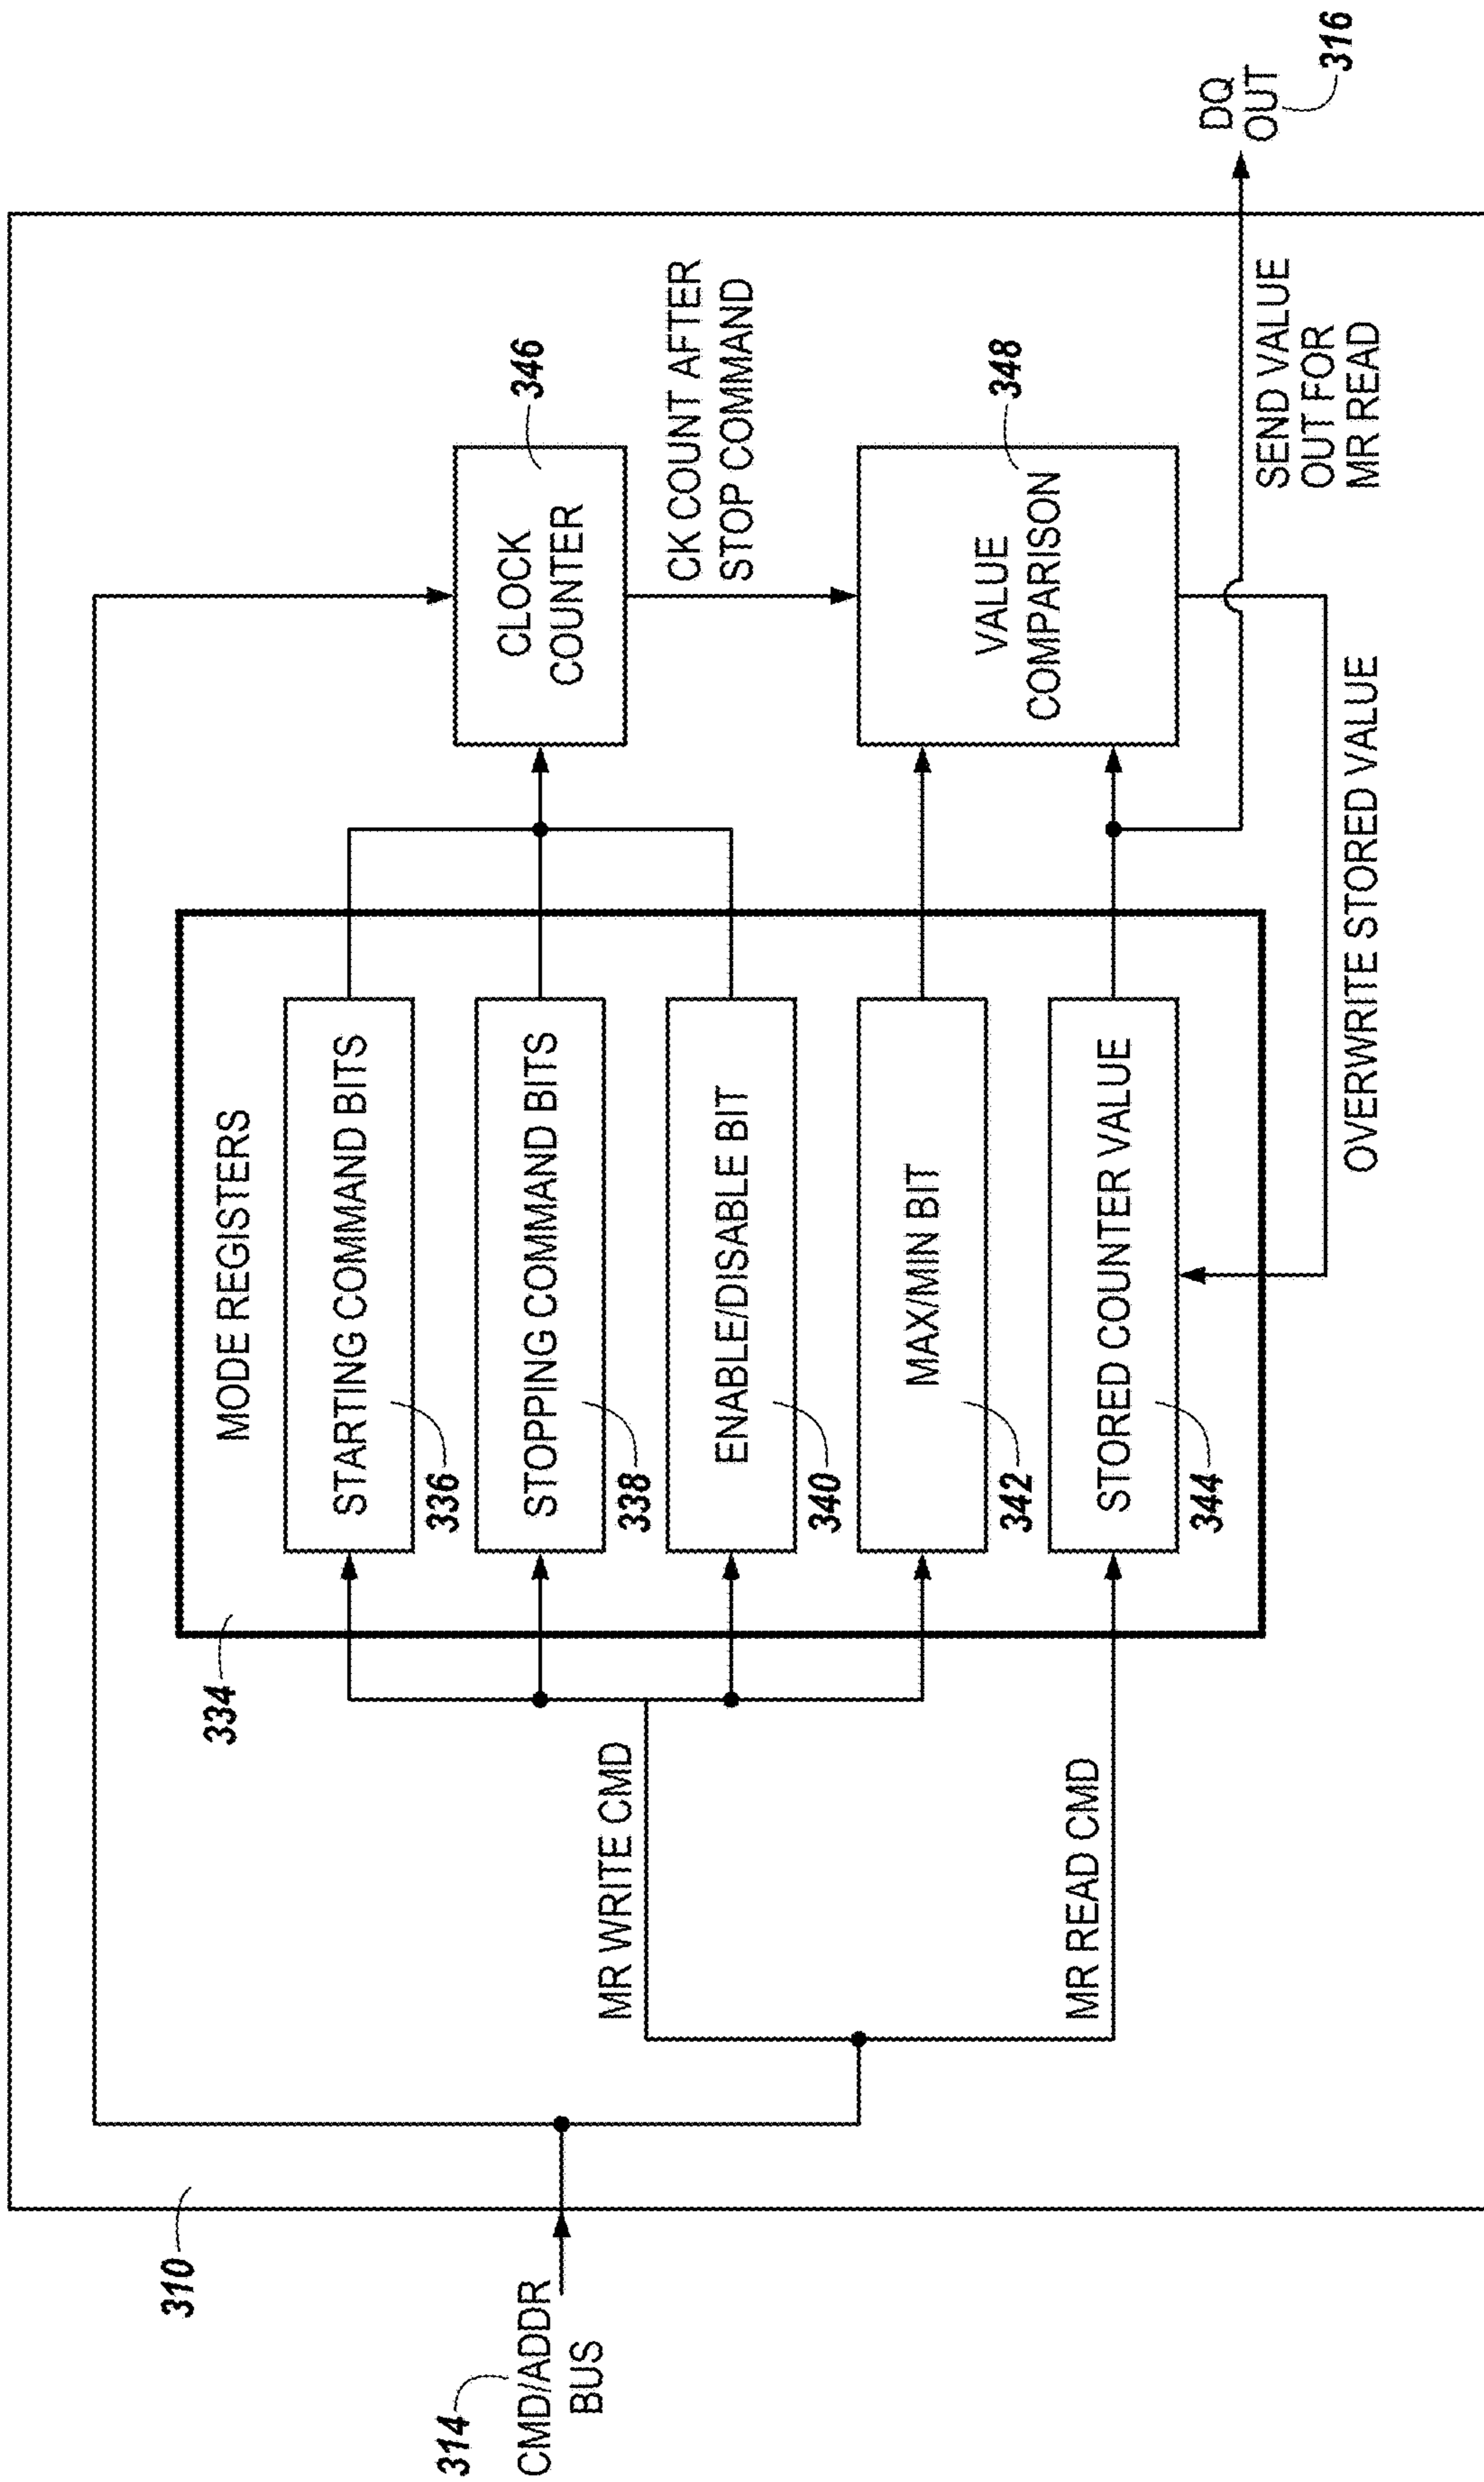 310
314
CMD/ADDR
BUS
334
MODE REGISTERS
STARTING COMMAND BITS
336
STOPPING COMMAND BITS
338
ENABLE/DISABLE BIT
340
MAX/MIN BIT
342
STORED COUNTER VALUE
344
MR WRITE CMD
MR READ CMD
CLOCK
COUNTER
346
CK COUNT AFTER
STOP COMMAND
VALUE
COMPARISON
348
OVERWRITE STORED VALUE
SEND VALUE
OUT FOR
MR READ
DQ
OUT
316